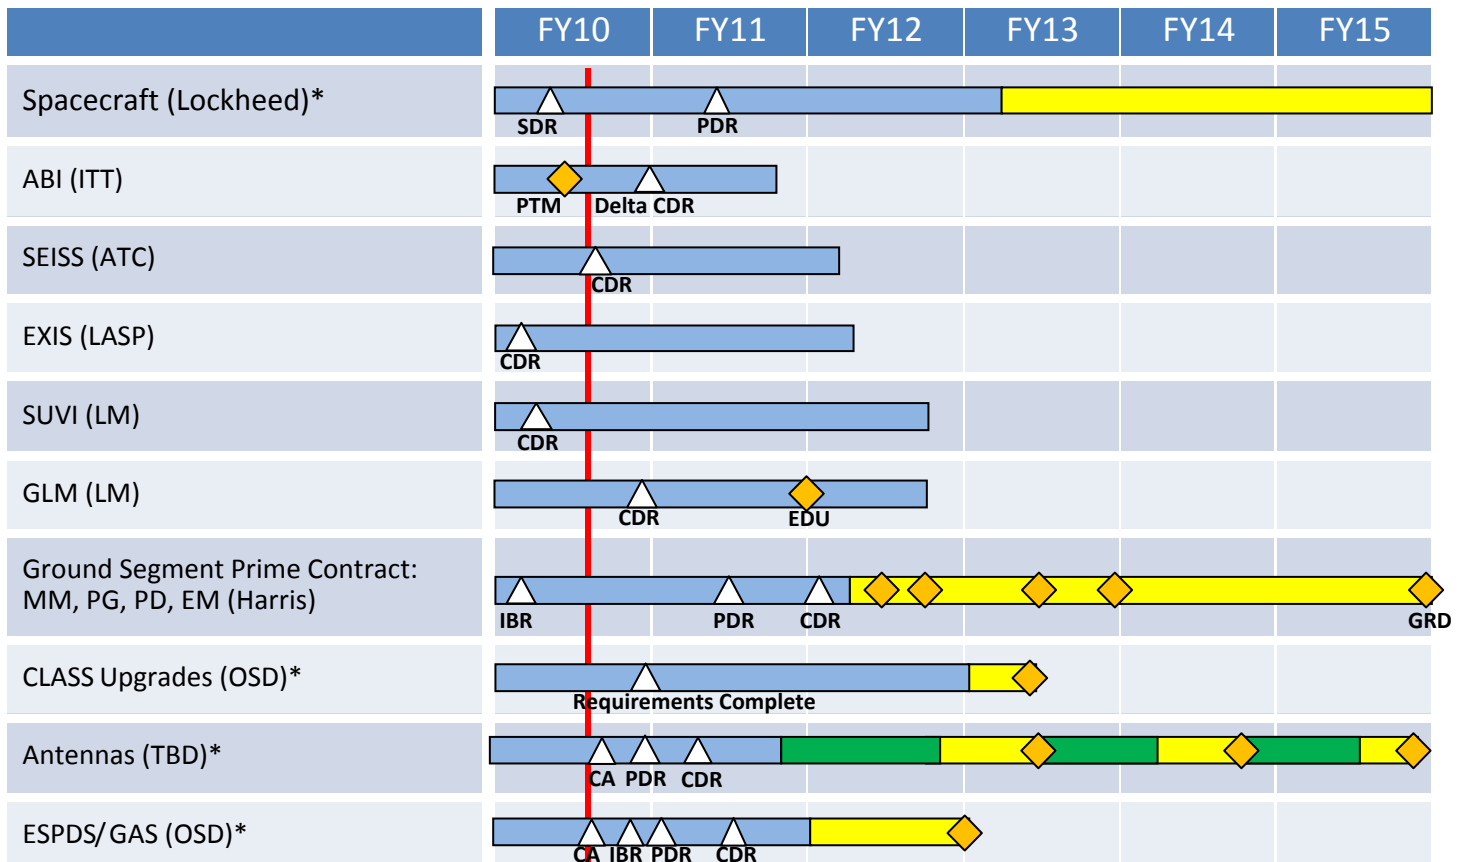 FY10 FY11 FY12 FY13 FY14 FY15
Spacecraft (Lockheed)*
SDR PDR
ABI (ITT)
PTM Delta CDR
SEISS (ATC)
CDR
EXIS (LASP)
CDR
SUVI (LM)
CDR
GLM (LM)
CDR EDU
Ground Segment Prime Contract:
MM, PG, PD, EM (Harris)
IBR PDR CDR GRD
CLASS Upgrades (OSD)*
Requirements Complete
Antennas (TBD)*
CA PDR CDR
ESPDS/ GAS (OSD)*
CA IBR PDR CDR